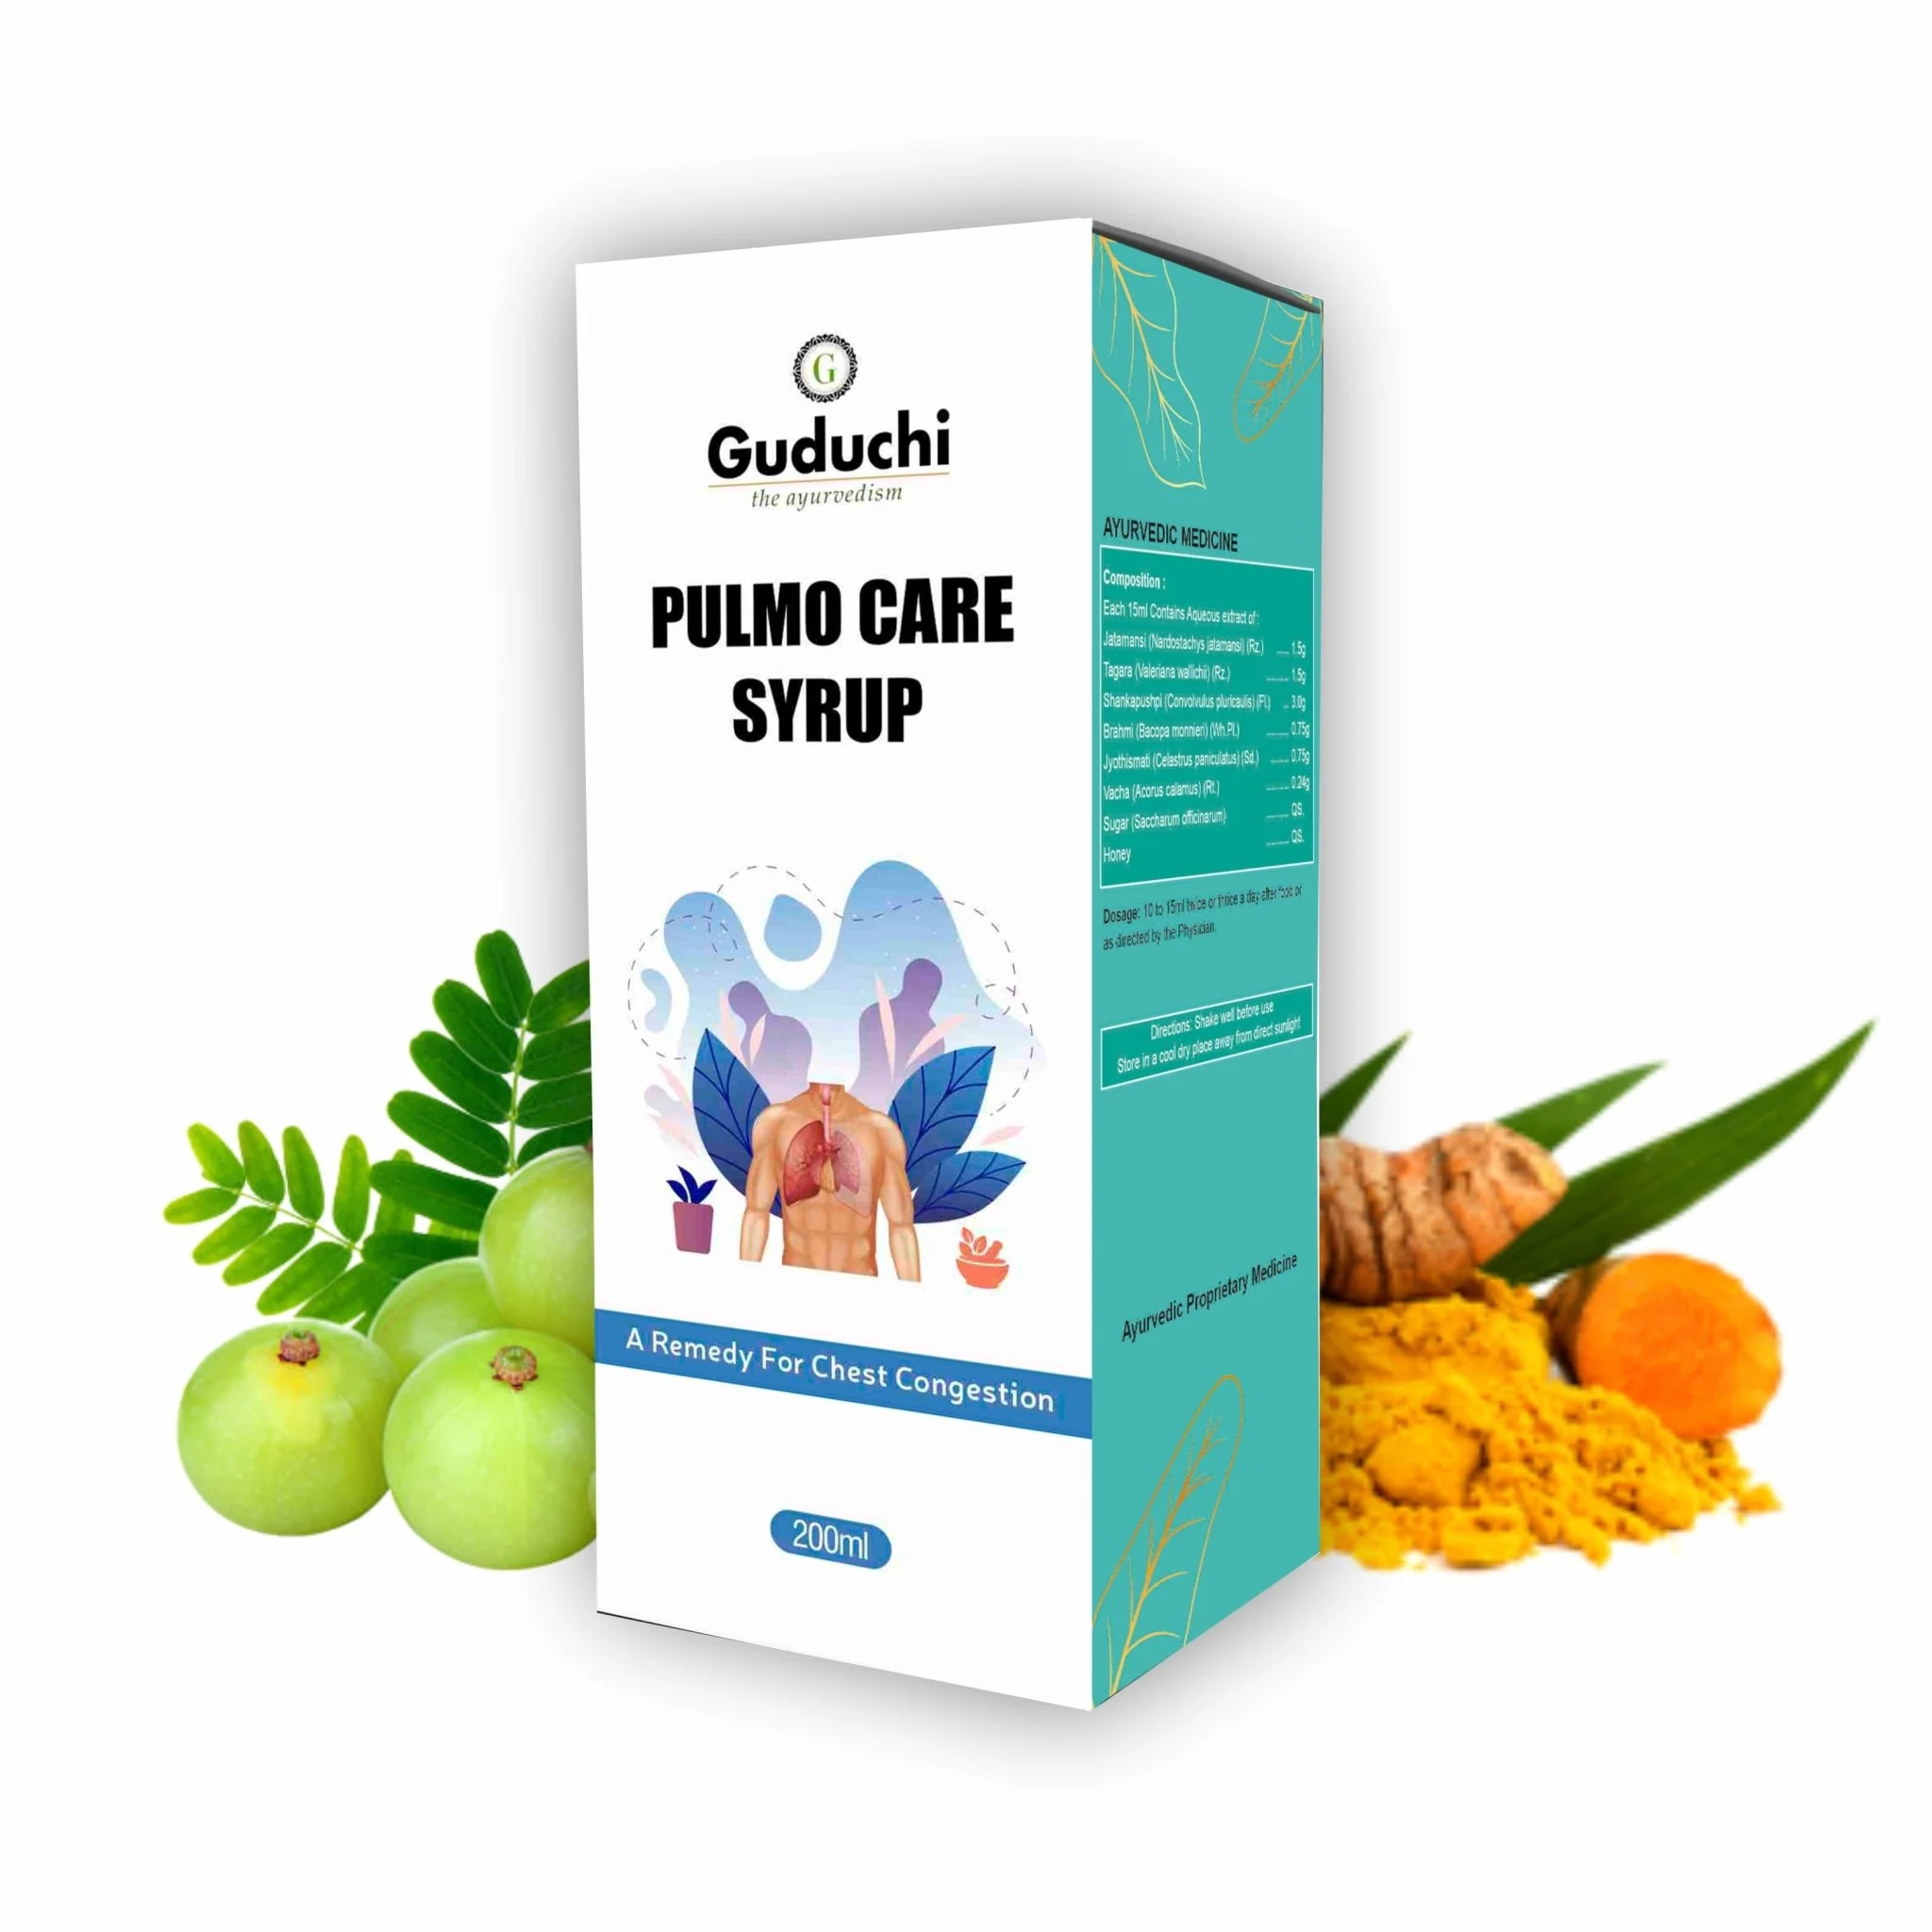 G
Guduchi
the ayurvedism
PULMO CARE
SYRUP
A Remedy For Chest Congestion
200ml
AYURVEDIC MEDICINE
Composition :
Each 15ml Contains Aqueous extract of :
Jatamansi (Nardostachys jatamansi) (Rz.) ...... 1.5g
Tagara (Valeriana wallichii) (Rz.) ........... 1.5g
Shankapushpi (Convolvulus pluricaulis) (Fl.) ... 3.0g
Brahmi (Bacopa monnieri) (Wh.Pl.) ........... 0.75g
Jyothismati (Celastrus paniculatus) (Sd.) ........ 0.75g
Vacha (Acorus calamus) (Rt.) ........... 0.24g
Sugar (Saccharum officinarum) ........... QS.
Honey ........... QS.
Dosage: 10 to 15ml twice or thrice a day after food or
as directed by the Physician.
Directions: Shake well before use
Store in a cool dry place away from direct sunlight
Ayurvedic Proprietary Medicine